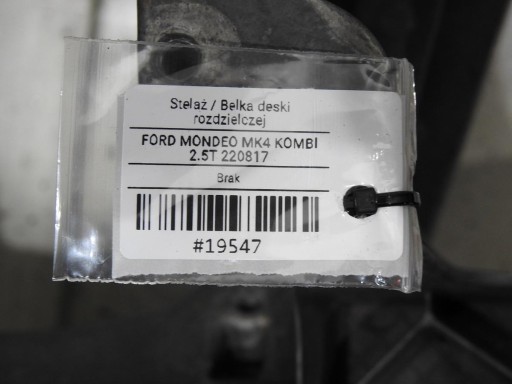 Stelaż / Belka deski
rozdzielczej
FORD MONDEO MK4 KOMBI
2.5T 220817
Brak
#19547